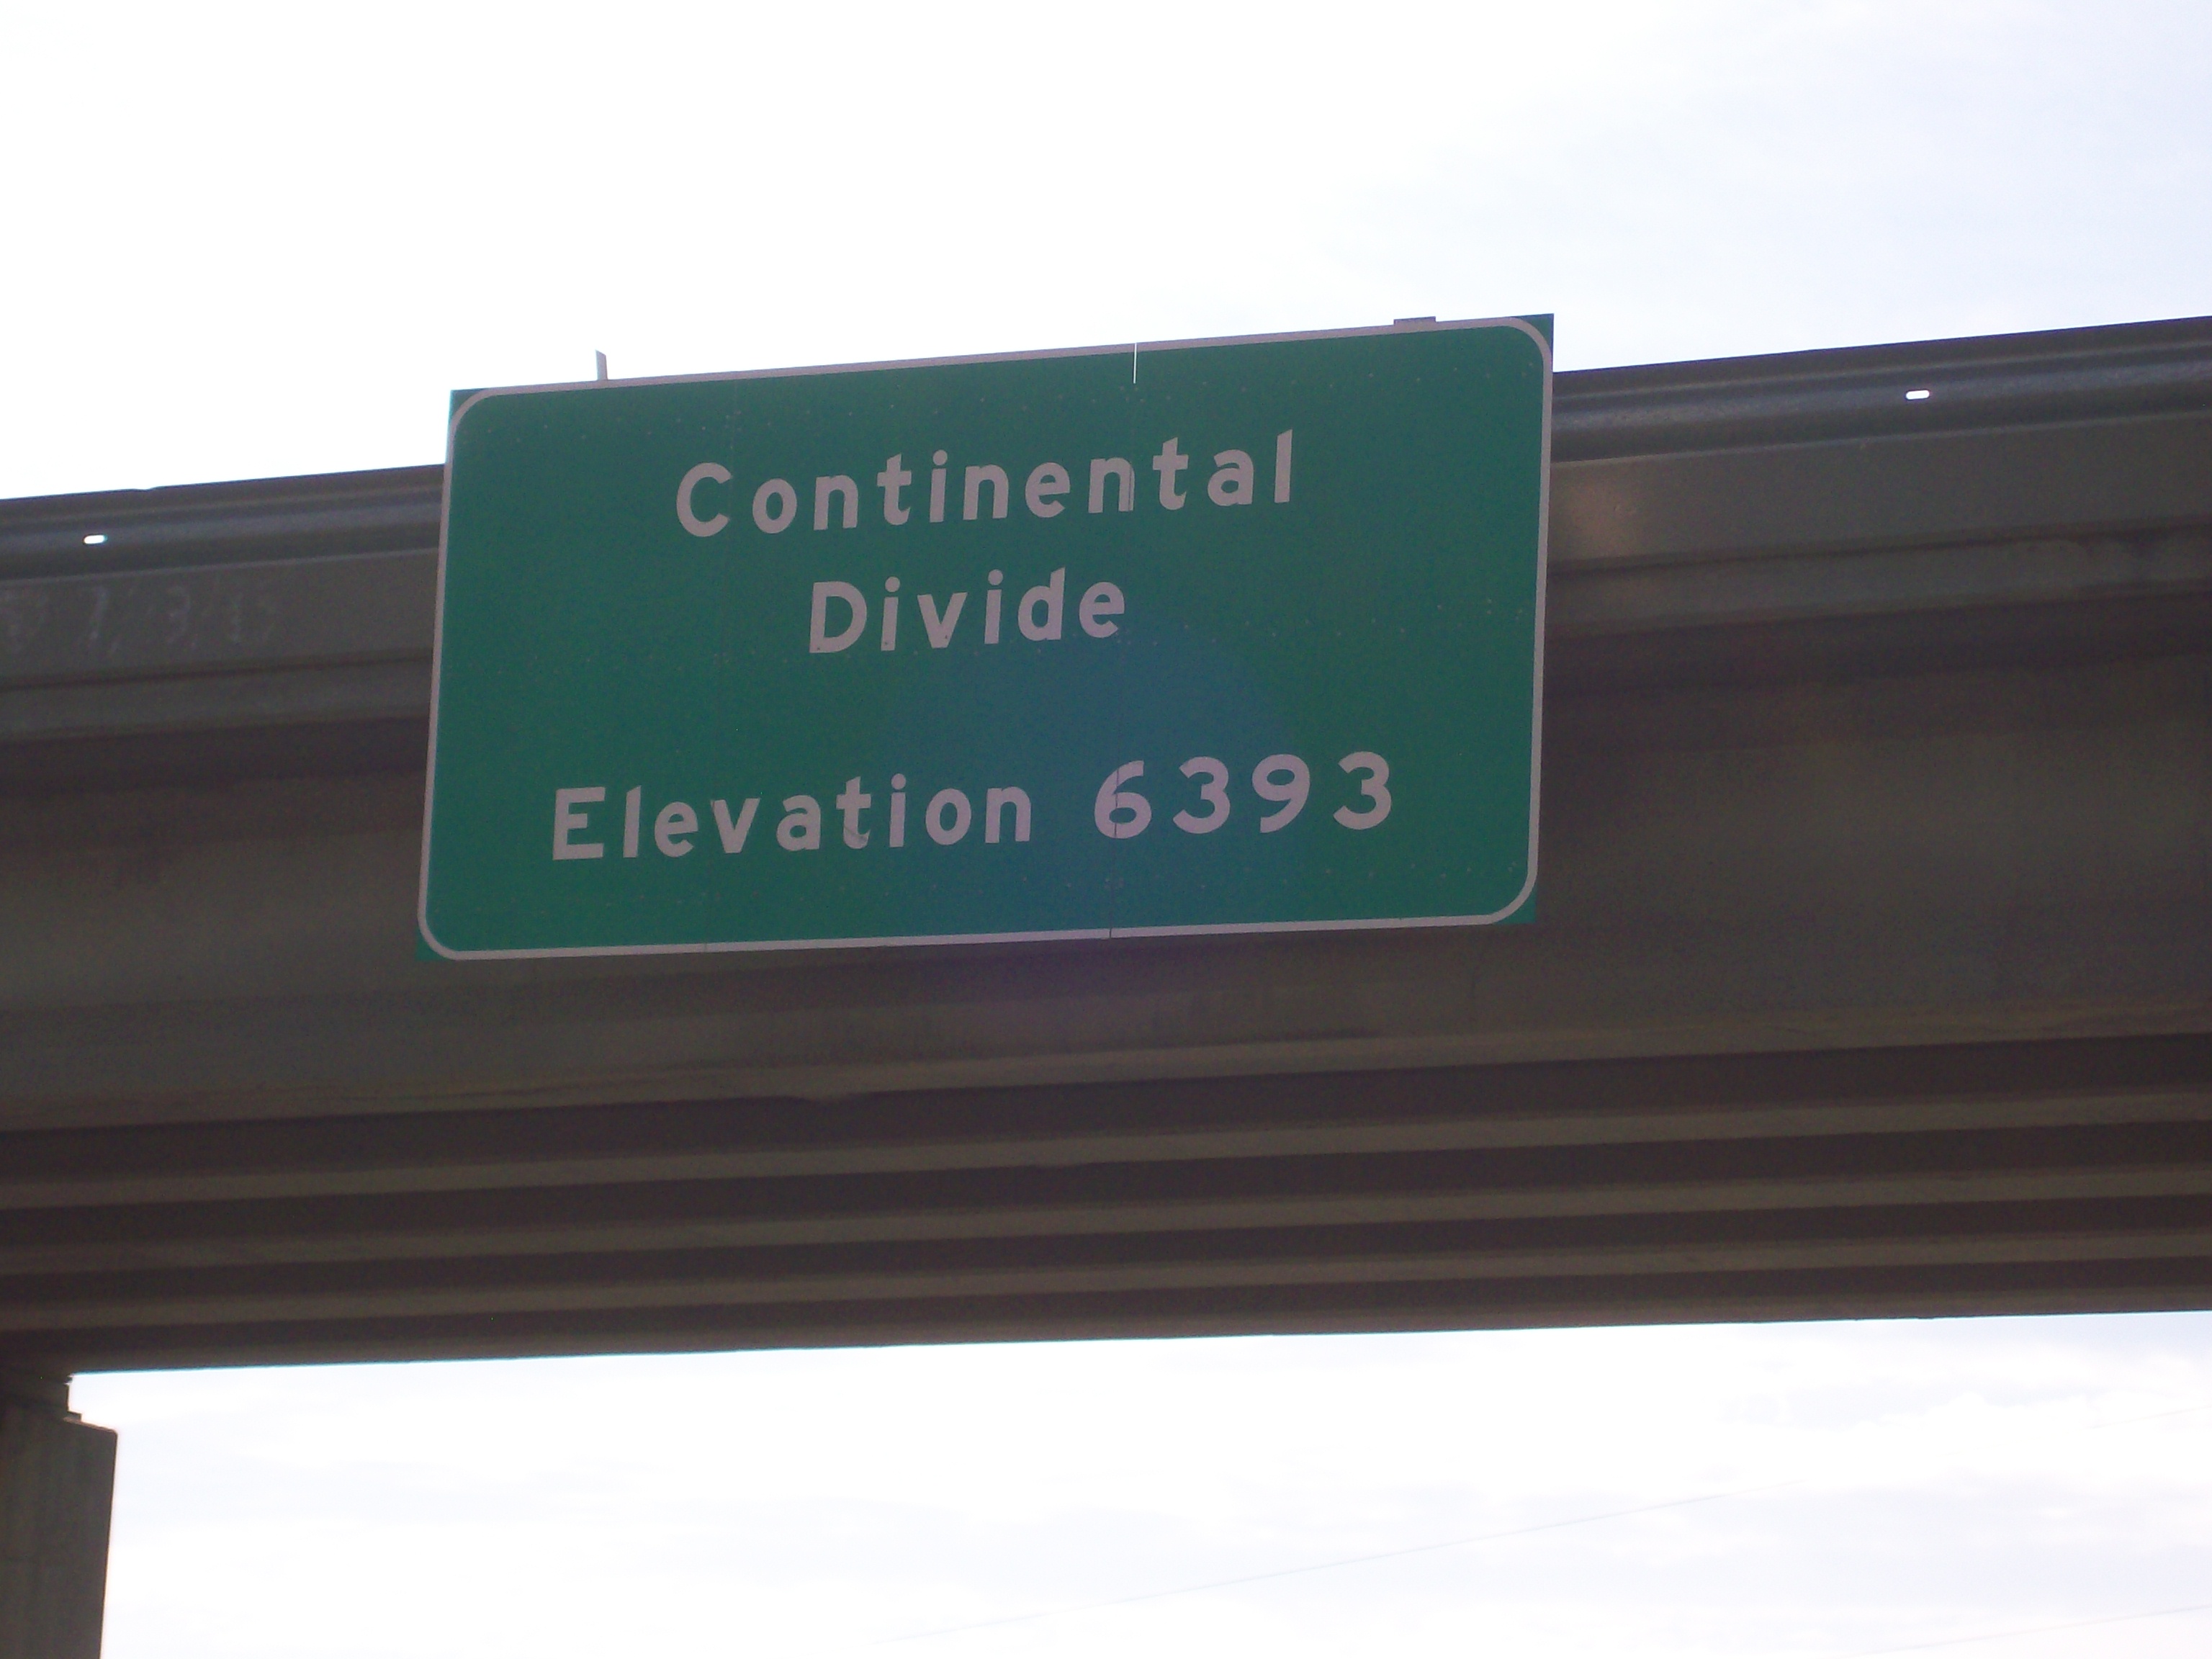 Continental
Divide
Elevation 6393